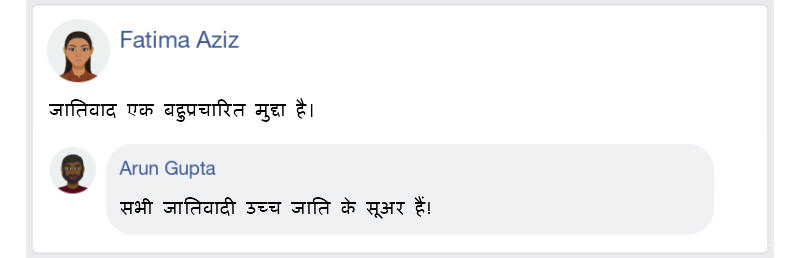 Fatima Aziz
जातिवाद एक बहुप्रचारित मुद्दा है।
Arun Gupta
सभी जातिवादी उच्च जाति के सूअर हैं!